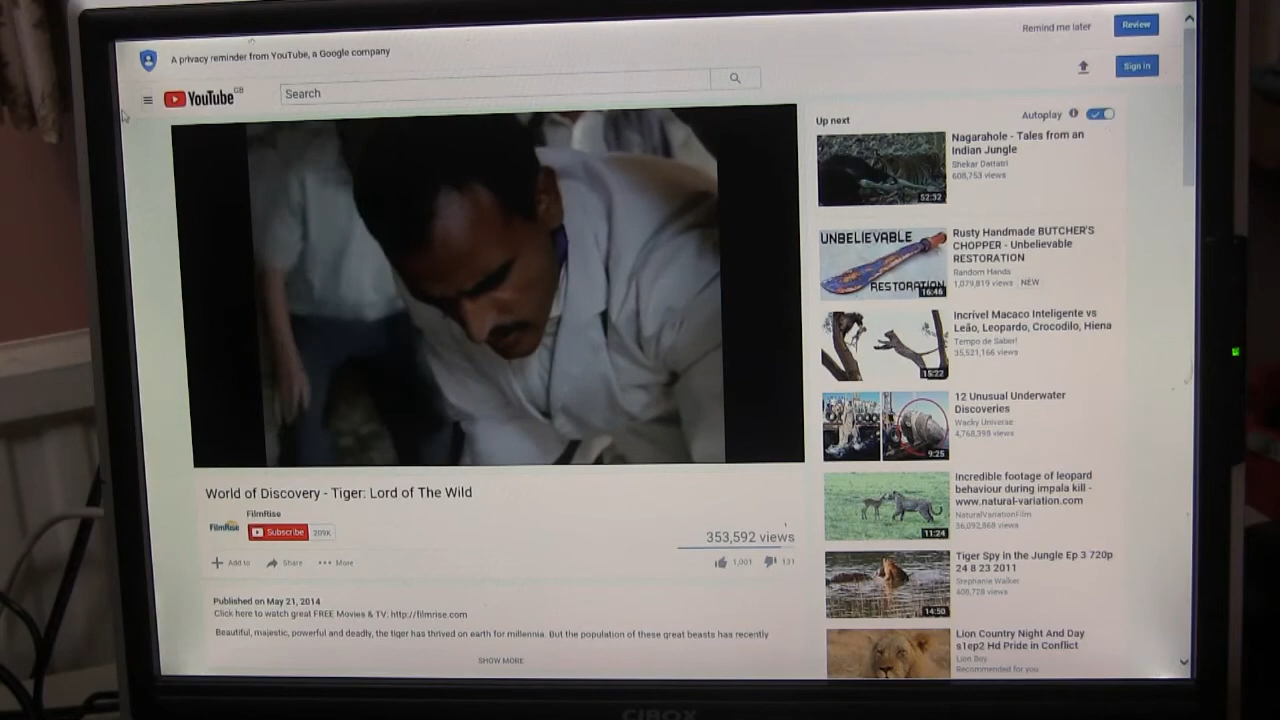 A privacy reminder from YouTube, a Google company
Remind me later
Review
YouTube GB
Search
Sign in
Up next
Autoplay
Nagarahole - Tales from an
Indian Jungle
Shekar Dattatri
608,753 views
52:32
UNBELIEVABLE
RESTORATION
16:46
Rusty Handmade BUTCHER'S
CHOPPER - Unbelievable
RESTORATION
Random Hands
1,079,819 views NEW
Incrivel Macaco Inteligente vs
Leão, Leopardo, Crocodilo, Hiena
Tempo de Saber!
35,521,166 views
15:22
12 Unusual Underwater
Discoveries
Wacky Universe
4,768,398 views
9:25
Incredible footage of leopard
behaviour during impala kill -
www.natural-variation.com
NaturalVariationFilm
36,092,868 views
11:24
Tiger Spy in the Jungle Ep 3 720p
24 8 23 2011
Stephanie Walker
408,728 views
14:50
Lion Country Night And Day
s1ep2 Hd Pride in Conflict
Lion Boy
Recommended for you
World of Discovery - Tiger: Lord of The Wild
FilmRise
FilmRise
Subscribe 209K
353,592 views
Add to Share More
1,001 131
Published on May 21, 2014
Click here to watch great FREE Movies & TV: http://filmrise.com
Beautiful, majestic, powerful and deadly, the tiger has thrived on earth for millennia. But the population of these great beasts has recently
SHOW MORE
CIBOX